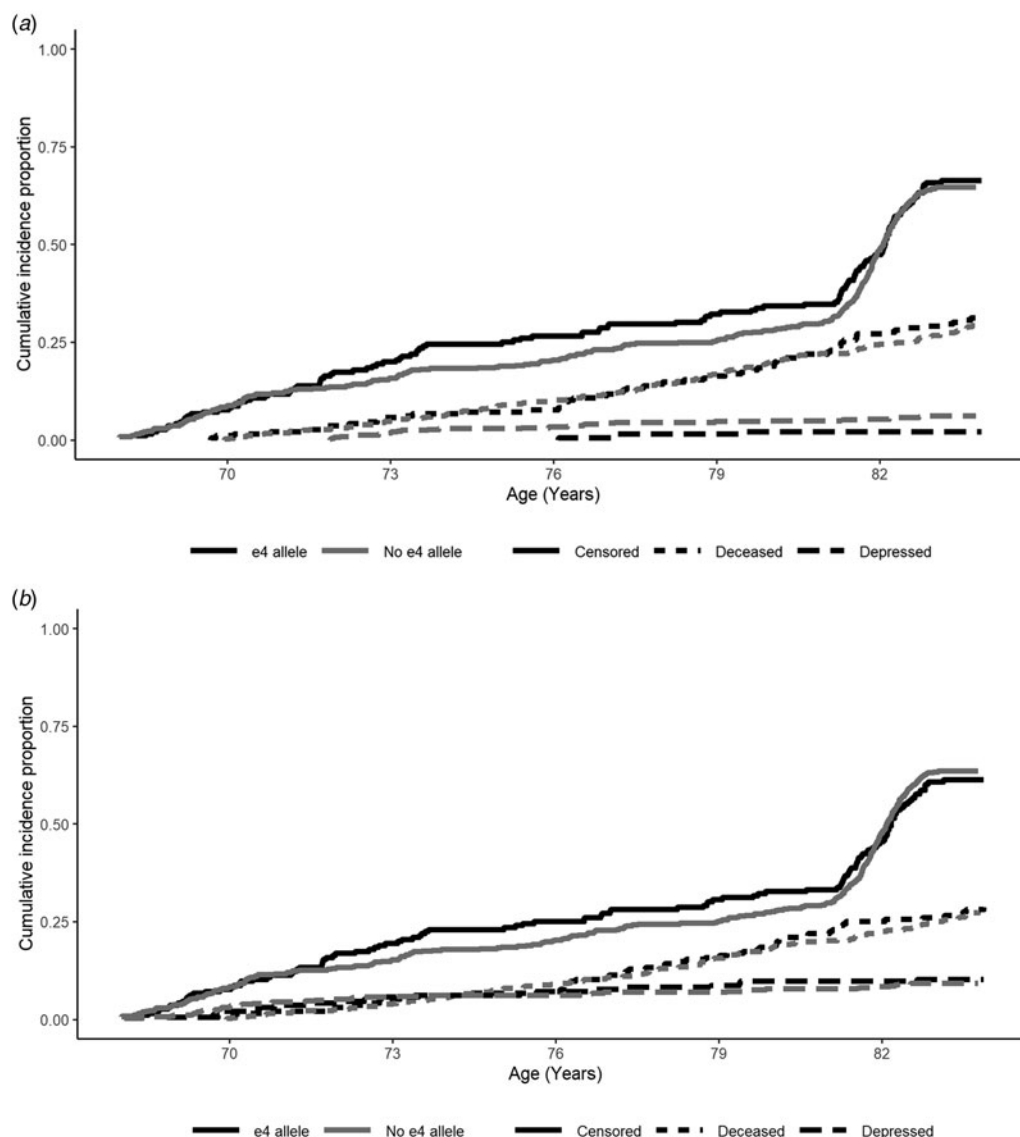 (a)
1.00
0.75
0.50
0.25
0.00
Cumulative incidence proportion
70 73 76 79 82
Age (Years)
e4 allele No e4 allele Censored Deceased Depressed
(b)
1.00
0.75
0.50
0.25
0.00
Cumulative incidence proportion
70 73 76 79 82
Age (Years)
e4 allele No e4 allele Censored Deceased Depressed